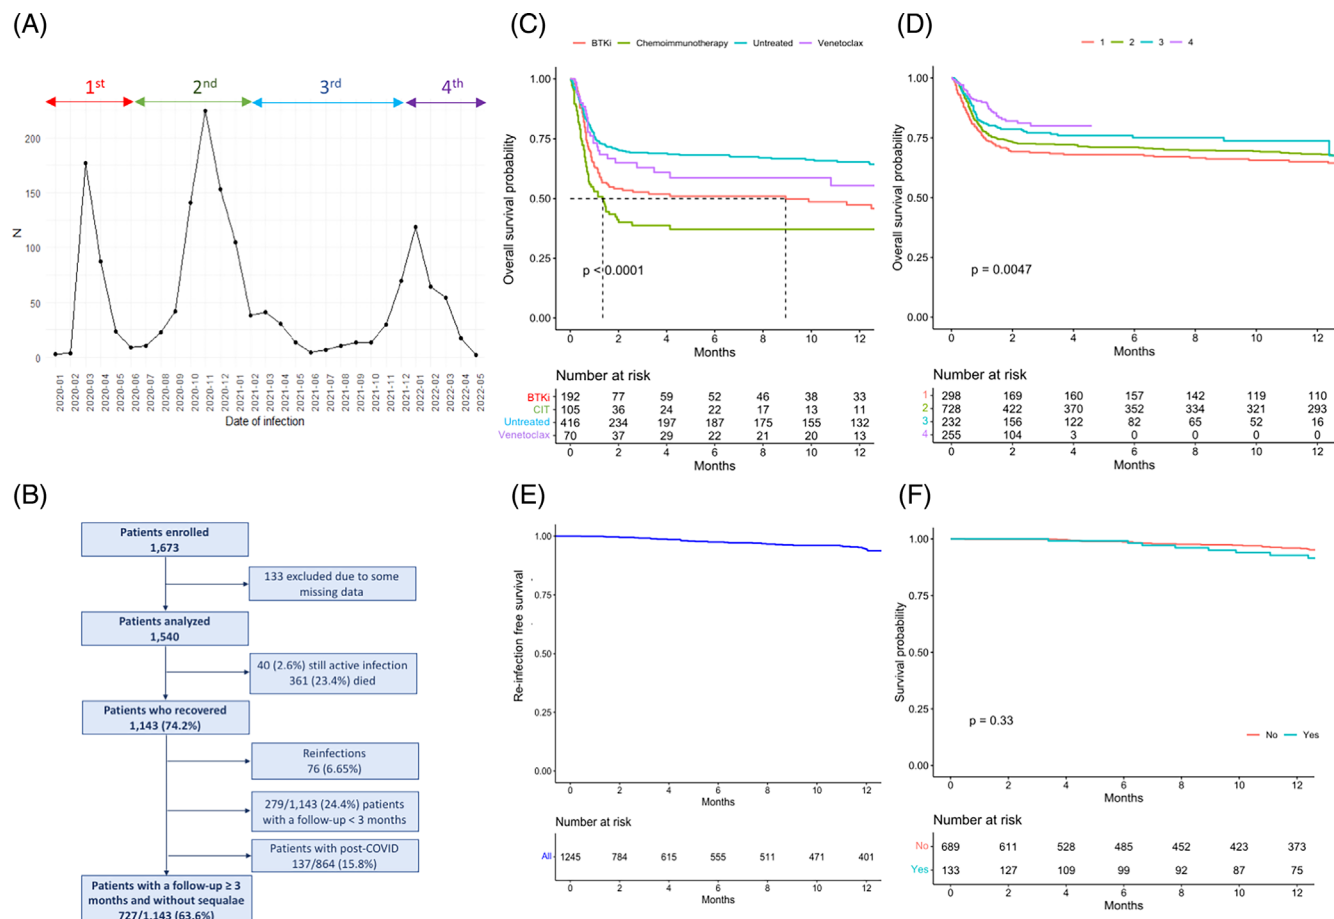 (A)
1st
2nd
3rd
4th
200
150
100
50
0
N
2020-01
2020-02
2020-03
2020-04
2020-05
2020-06
2020-07
2020-08
2020-09
2020-10
2020-11
2020-12
2021-01
2021-02
2021-03
2021-04
2021-05
2021-06
2021-07
2021-08
2021-09
2021-10
2021-11
2021-12
2022-01
2022-02
2022-03
2022-04
2022-05
Date of infection
(B)
Patients enrolled
1,673
133 excluded due to some
missing data
Patients analyzed
1,540
40 (2.6%) still active infection
361 (23.4%) died
Patients who recovered
1,143 (74.2%)
Reinfections
76 (6.65%)
279/1,143 (24.4%) patients
with a follow-up < 3 months
Patients with post-COVID
137/864 (15.8%)
Patients with a follow-up ≥ 3
months and without sequalae
727/1,143 (63.6%)
(C)
BTKi Chemoimmunotherapy Untreated Venetoclax
Overall survival probability
1.00
0.75
0.50
0.25
0.00
p < 0.0001
0 2 4 6 8 10 12
Months
Number at risk
BTKi 192 77 59 52 46 38 33
CIT 105 36 24 22 17 13 11
Untreated 416 234 197 187 175 155 132
Venetoclax 70 37 29 22 21 20 13
0 2 4 6 8 10 12
Months
(D)
1 2 3 4
Overall survival probability
1.00
0.75
0.50
0.25
0.00
p = 0.0047
0 2 4 6 8 10 12
Months
Number at risk
1 298 169 160 157 142 119 110
2 728 422 370 352 334 321 293
3 232 156 122 82 65 52 16
4 255 104 3 0 0 0 0
0 2 4 6 8 10 12
Months
(E)
Re-infection free survival
1.00
0.75
0.50
0.25
0.00
0 2 4 6 8 10 12
Months
Number at risk
All 1245 784 615 555 511 471 401
0 2 4 6 8 10 12
Months
(F)
Survival probability
1.00
0.75
0.50
0.25
0.00
p = 0.33
No Yes
0 2 4 6 8 10 12
Months
Number at risk
No 689 611 528 485 452 423 373
Yes 133 127 109 99 92 87 75
0 2 4 6 8 10 12
Months